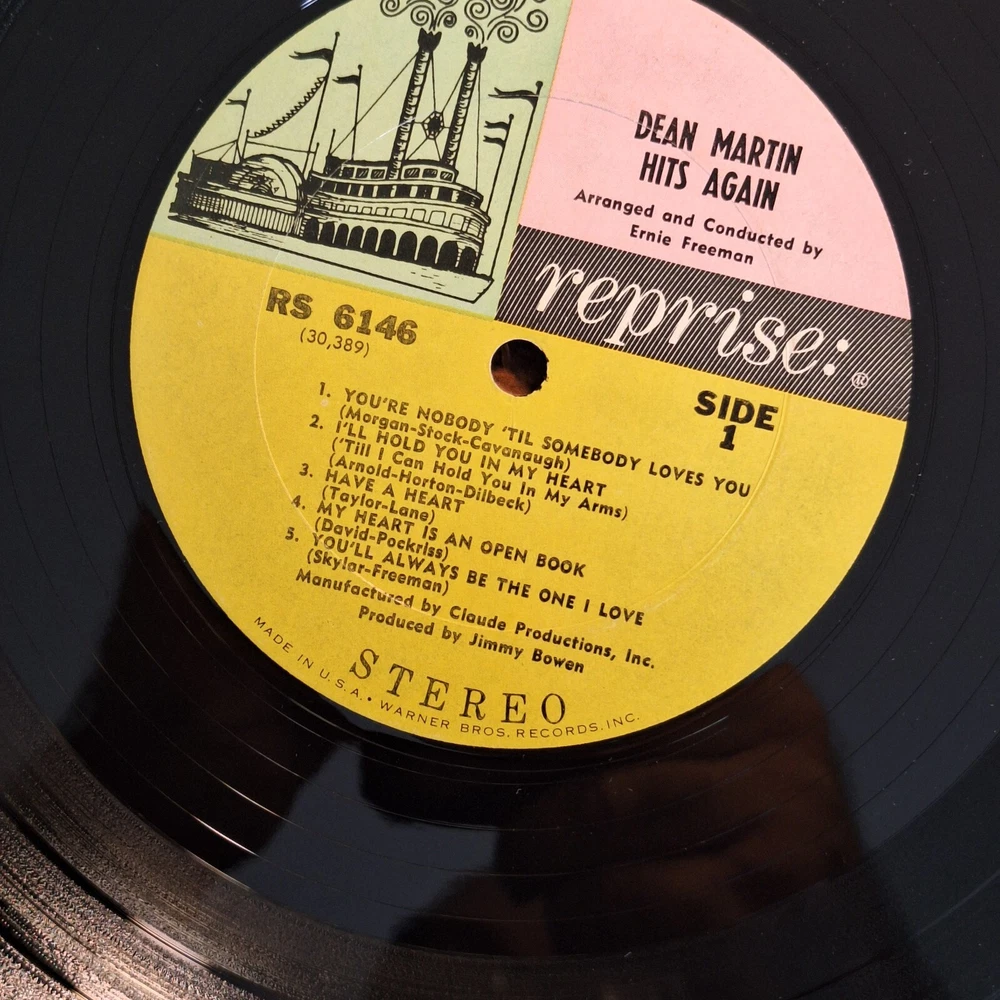 DEAN MARTIN
HITS AGAIN
Arranged and Conducted by
Ernie Freeman
reprise: ®
RS 6146
(30,389)
SIDE
1
1. YOU'RE NOBODY 'TIL SOMEBODY LOVES YOU
(Morgan-Stock-Cavanaugh)
2. I'LL HOLD YOU IN MY HEART
('Till I Can Hold You In My Arms)
(Arnold-Horton-Dilbeck)
3. HAVE A HEART
(Taylor-Lane)
4. MY HEART IS AN OPEN BOOK
(David-Pockriss)
5. YOU'LL ALWAYS BE THE ONE I LOVE
(Skylar-Freeman)
Manufactured by Claude Productions, Inc.
Produced by Jimmy Bowen
STEREO
MADE IN U.S.A. • WARNER BROS. RECORDS, INC.